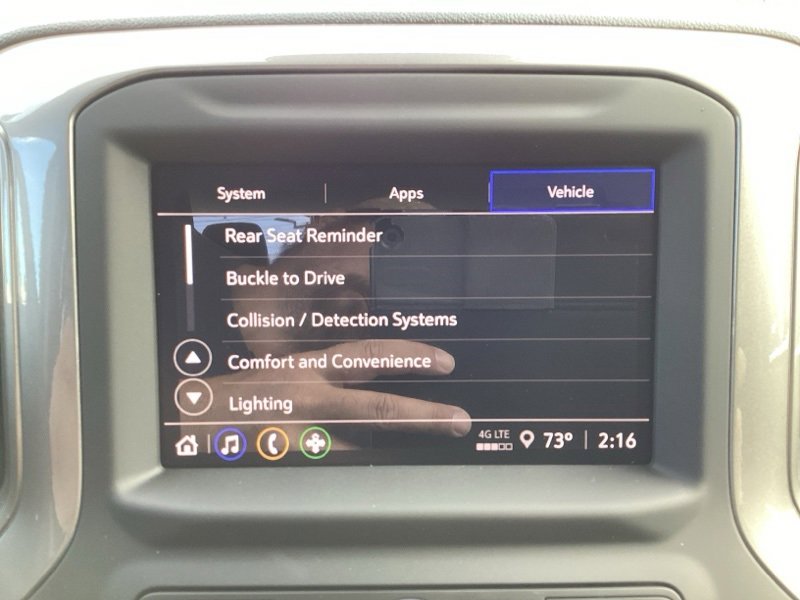 System Apps Vehicle
Rear Seat Reminder
Buckle to Drive
Collision / Detection Systems
Comfort and Convenience
Lighting
4G LTE 73° 2:16